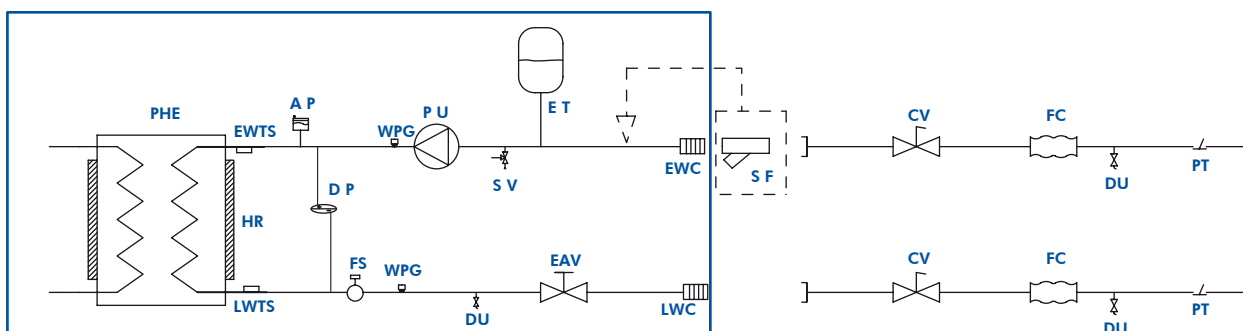 E T
A P
PHE
P U
CV
FC
EWTS
WPG
EWC
S F
S V
DU
PT
D P
HR
FS
WPG
EAV
CV
FC
LWTS
DU
LWC
DU
PT